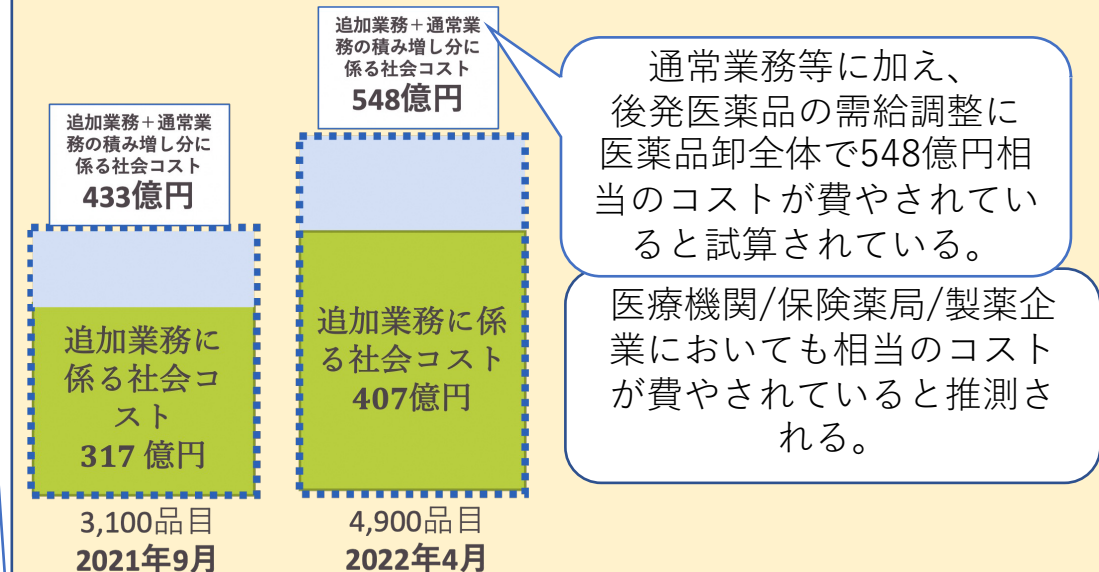 追加業務＋通常業
務の積み増し分に
係る社会コスト
433億円
追加業務に
係る社会コ
スト
317 億円
3,100品目
2021年9月
追加業務＋通常業
務の積み増し分に
係る社会コスト
548億円
追加業務に係
る社会コスト
407億円
4,900品目
2022年4月
通常業務等に加え、
後発医薬品の需給調整に
医薬品卸全体で548億円相
当のコストが費やされてい
ると試算されている。
医療機関/保険薬局/製薬企
業においても相当のコスト
が費やされていると推測さ
れる。